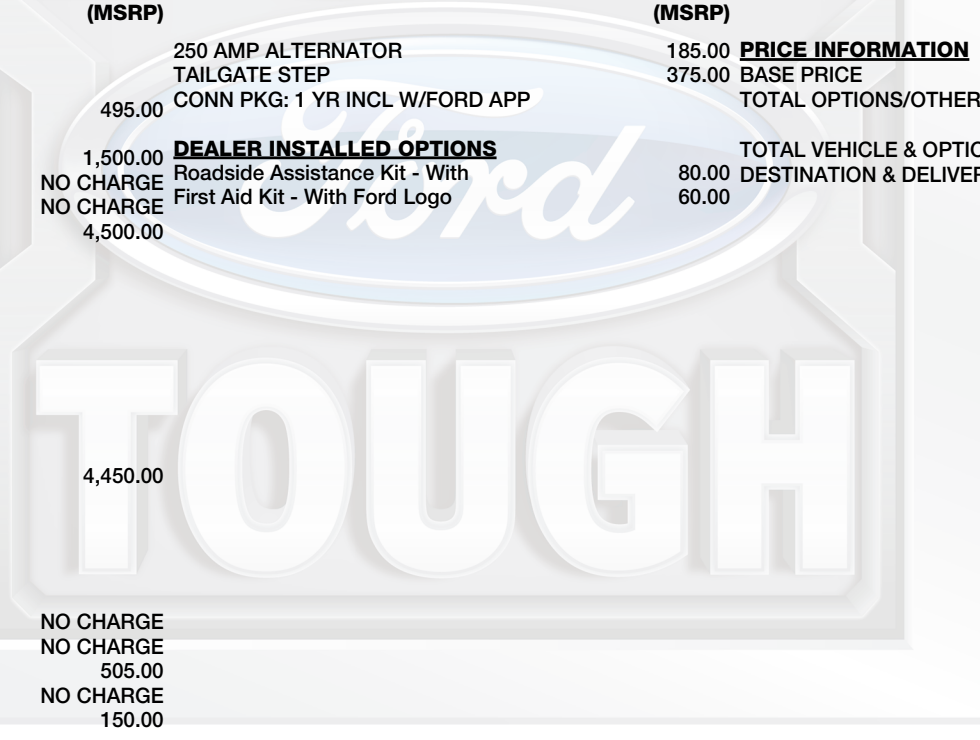 (MSRP)
495.00
1,500.00
NO CHARGE
NO CHARGE
4,500.00
4,450.00
NO CHARGE
NO CHARGE
505.00
NO CHARGE
150.00
(MSRP)
250 AMP ALTERNATOR 185.00
TAILGATE STEP 375.00
CONN PKG: 1 YR INCL W/FORD APP
DEALER INSTALLED OPTIONS
Roadside Assistance Kit - With 80.00
First Aid Kit - With Ford Logo 60.00
PRICE INFORMATION
BASE PRICE
TOTAL OPTIONS/OTHER
TOTAL VEHICLE & OPTIO
DESTINATION & DELIVER
Ford
TOUGH